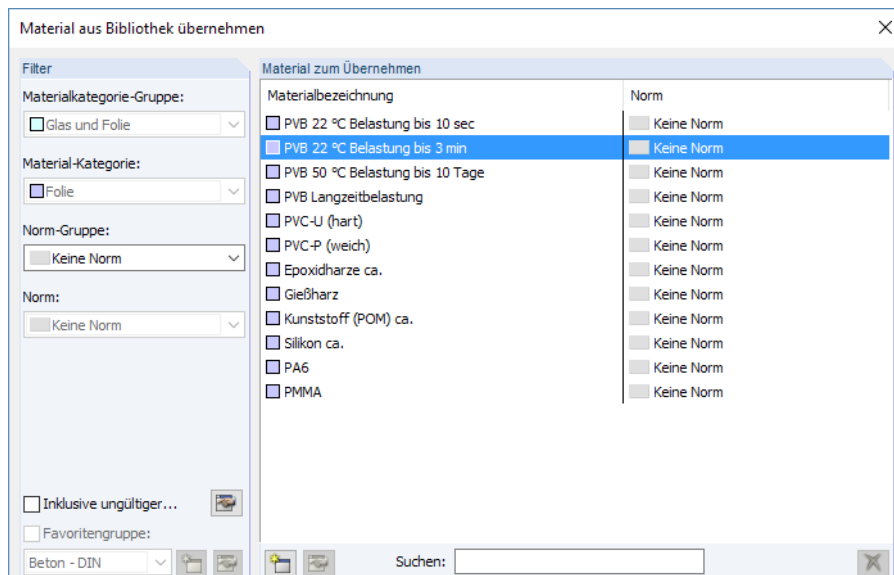 Material aus Bibliothek übernehmen
Filter
Materialkategorie-Gruppe:
Glas und Folie
Material-Kategorie:
Folie
Norm-Gruppe:
Keine Norm
Norm:
Keine Norm
Inklusive ungültiger...
Favoritengruppe:
Beton - DIN
Material zum Übernehmen
Materialbezeichnung Norm
PVB 22 °C Belastung bis 10 sec Keine Norm
PVB 22 °C Belastung bis 3 min Keine Norm
PVB 50 °C Belastung bis 10 Tage Keine Norm
PVB Langzeitbelastung Keine Norm
PVC-U (hart) Keine Norm
PVC-P (weich) Keine Norm
Epoxidharze ca. Keine Norm
Gießharz Keine Norm
Kunststoff (POM) ca. Keine Norm
Silikon ca. Keine Norm
PA6 Keine Norm
PMMA Keine Norm
Suchen: